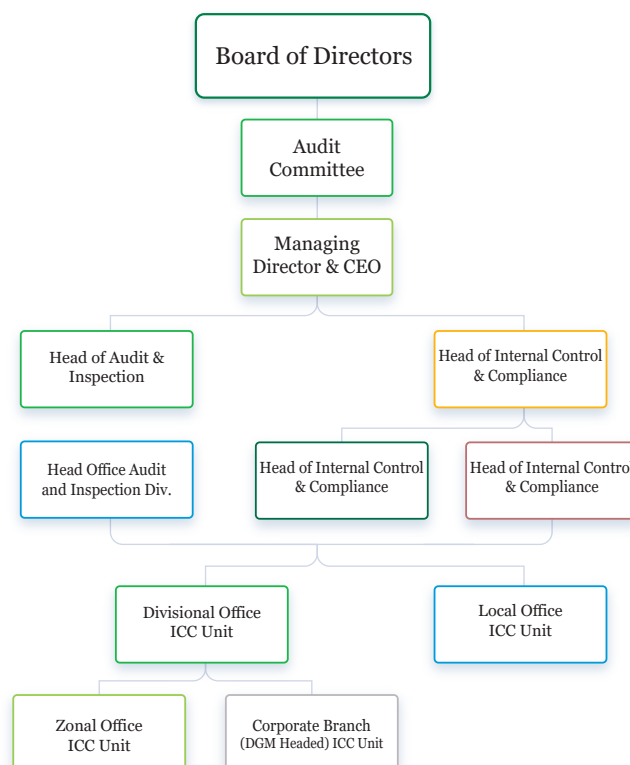 Board of Directors
Audit
Committee
Managing
Director & CEO
Head of Audit &
Inspection
Head of Internal Control
& Compliance
Head Office Audit
and Inspection Div.
Head of Internal Control
& Compliance
Head of Internal Control
& Compliance
Divisional Office
ICC Unit
Local Office
ICC Unit
Zonal Office
ICC Unit
Corporate Branch
(DGM Headed) ICC Unit